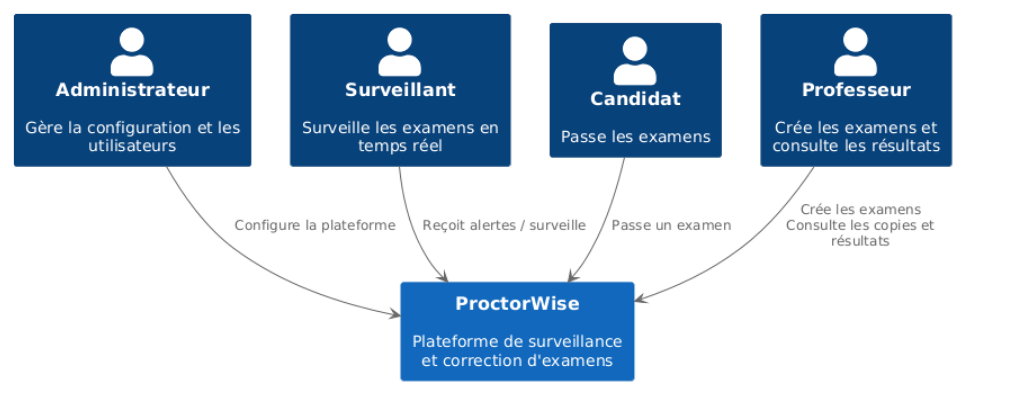 Administrateur
Gère la configuration et les
utilisateurs
Surveillant
Surveille les examens en
temps réel
Candidat
Passe les examens
Professeur
Crée les examens et
consulte les résultats
Configure la plateforme
Reçoit alertes / surveille
Passe un examen
Crée les examens
Consulte les copies et
résultats
ProctorWise
Plateforme de surveillance
et correction d'examens